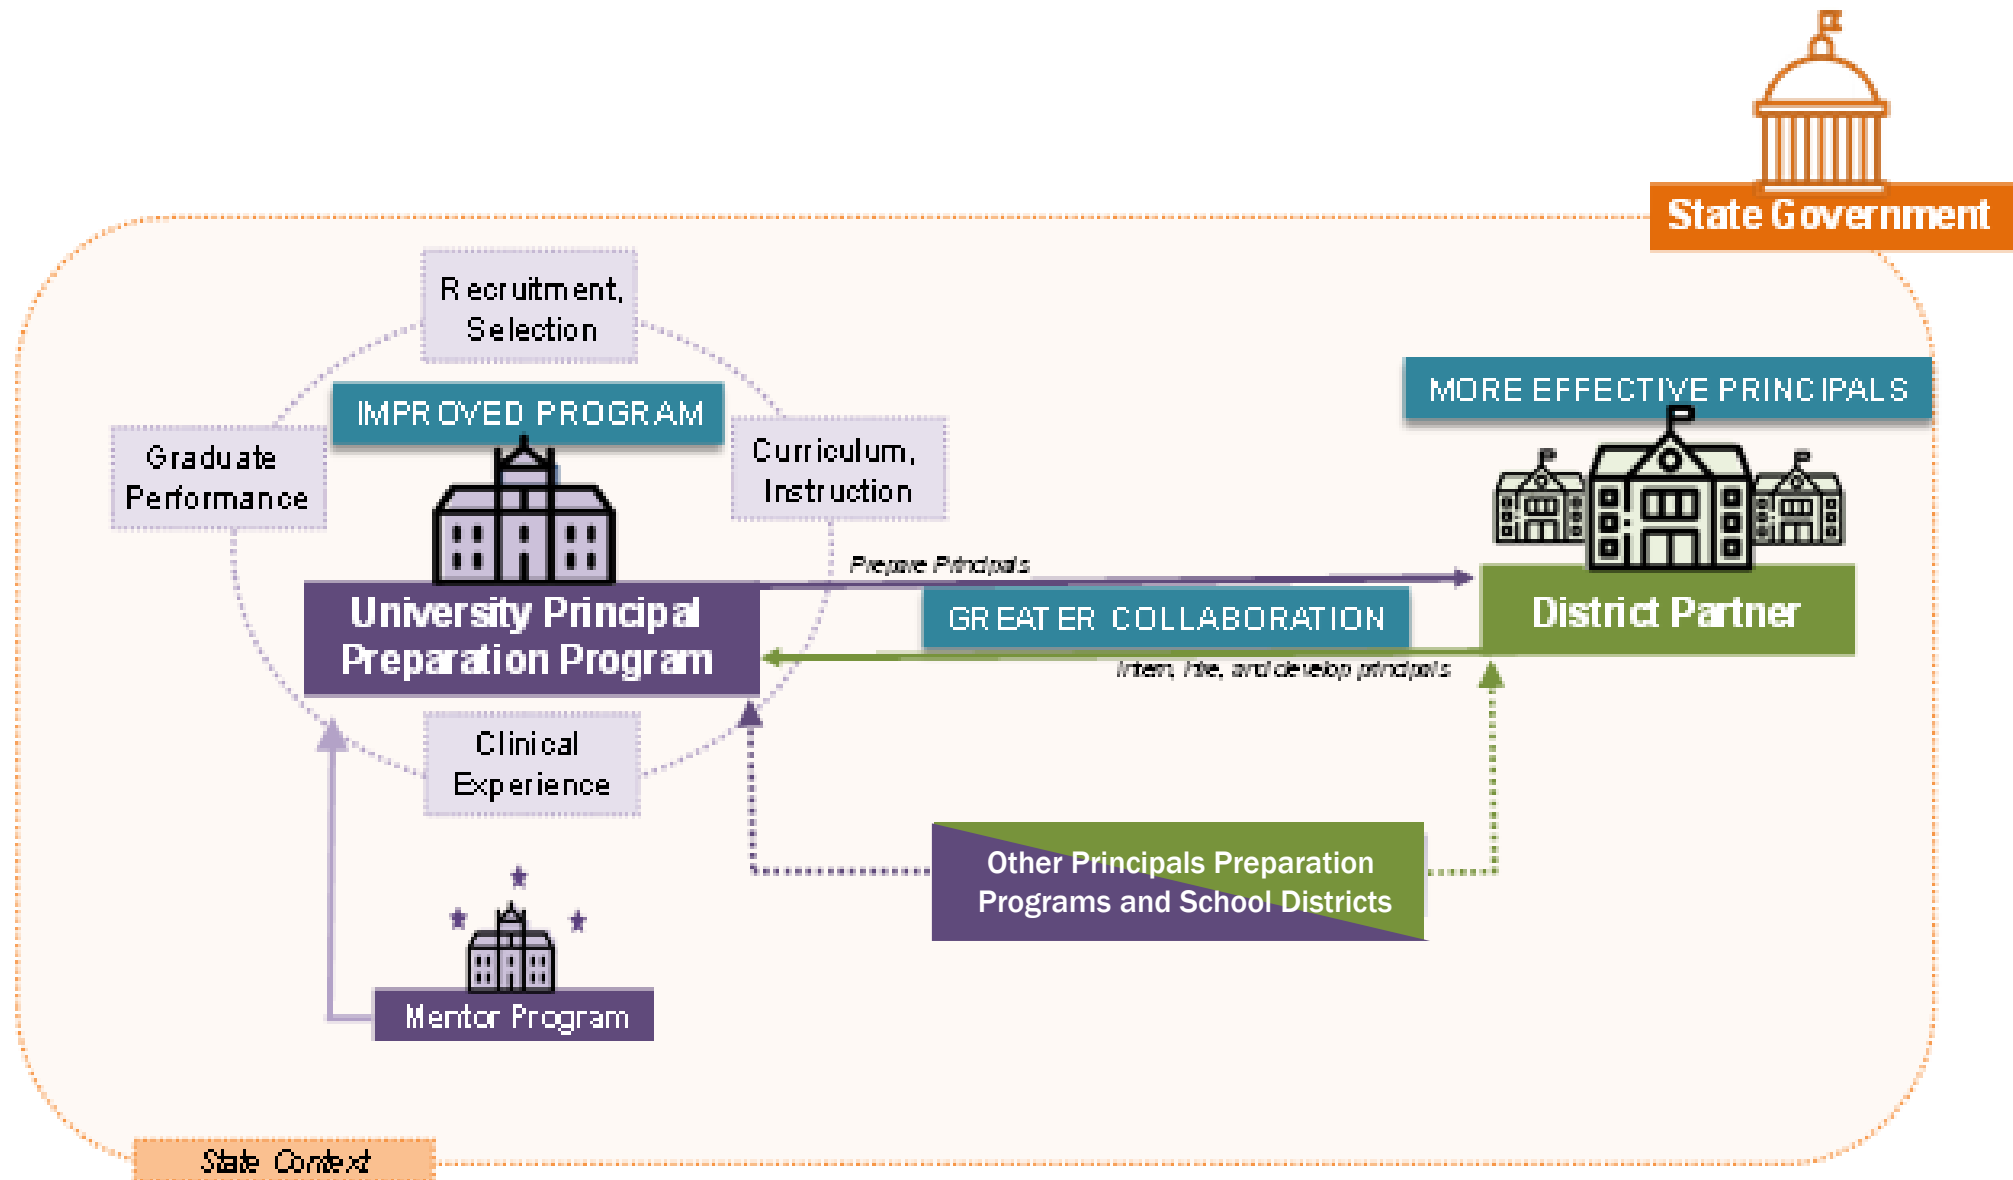 State Government
Recruitment,
Selection
IMPROVED PROGRAM
MORE EFFECTIVE PRINCIPALS
Graduate
Performance
Curriculum,
Instruction
Prepare Principals
University Principal
Preparation Program
GREATER COLLABORATION
District Partner
Intern, hire, and develop principals
Clinical
Experience
Other Principals Preparation
Programs and School Districts
Mentor Program
State Context